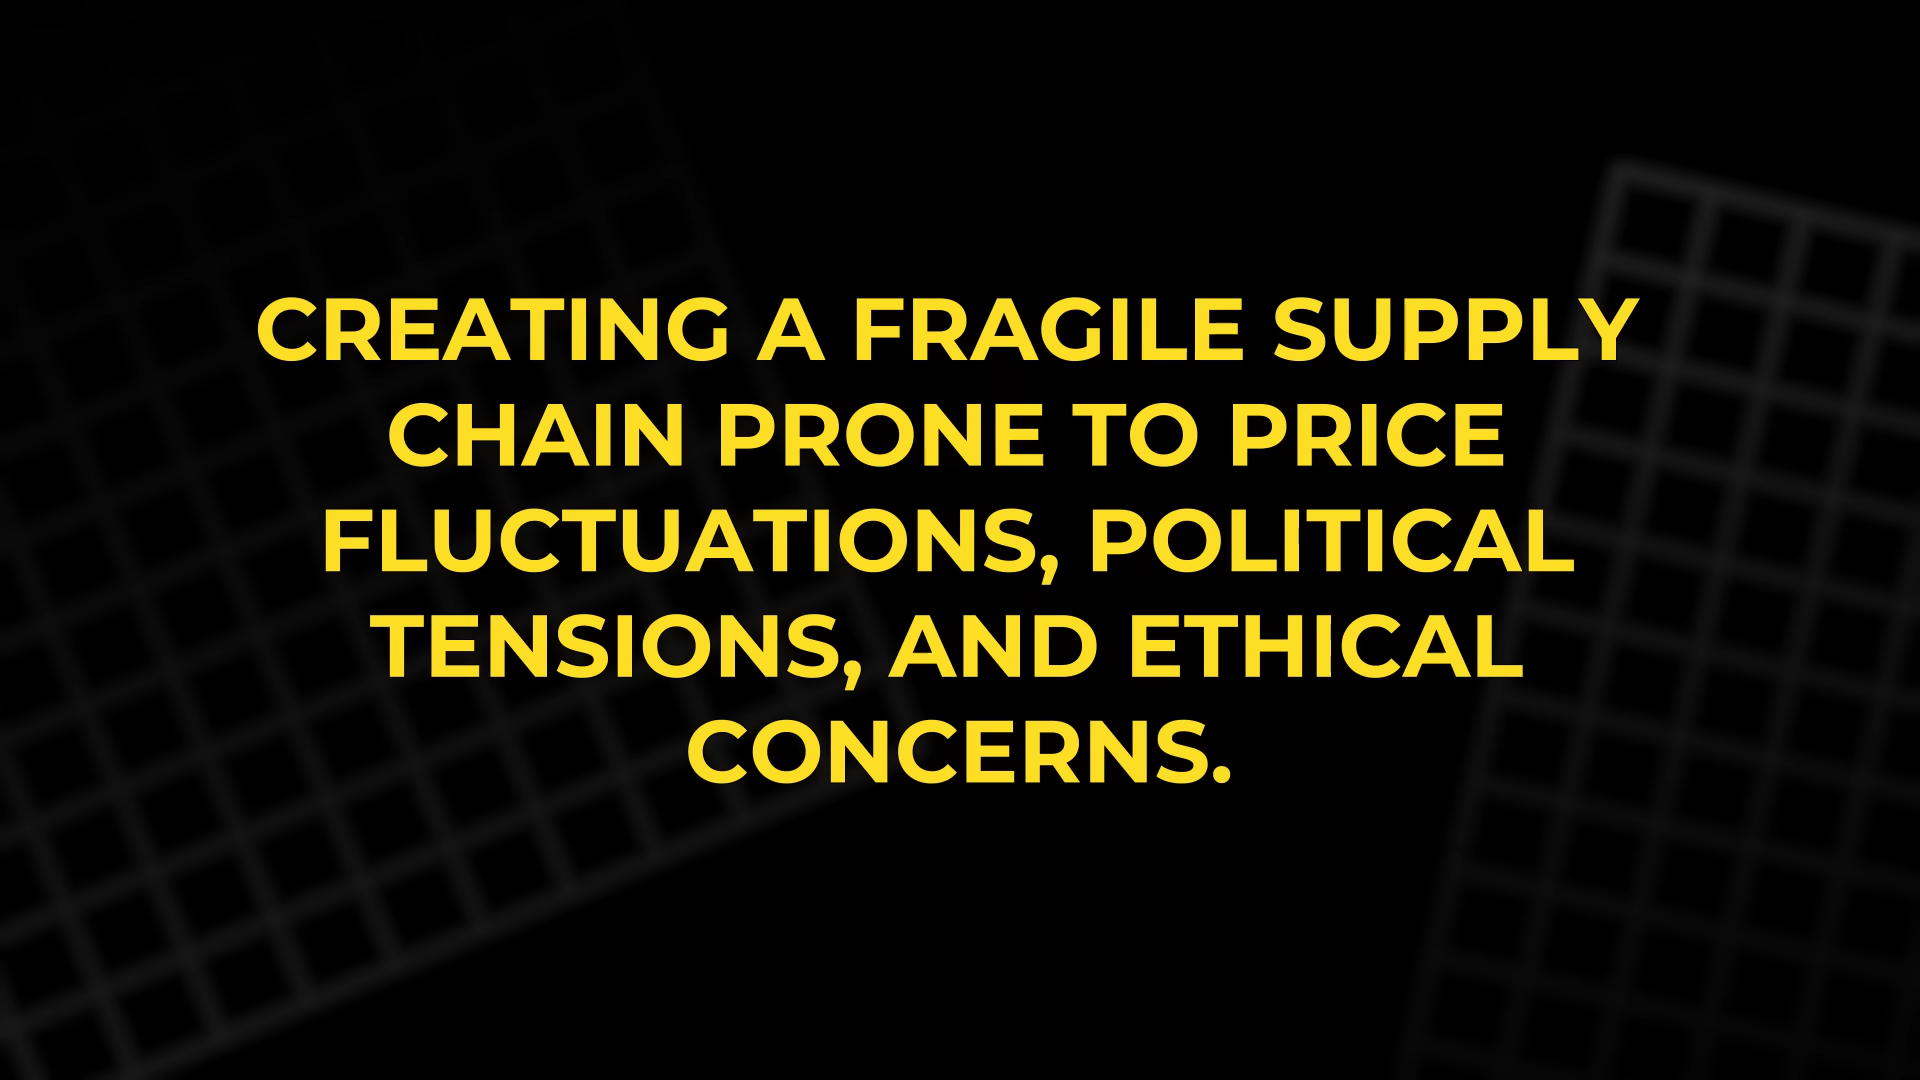 CREATING A FRAGILE SUPPLY
CHAIN PRONE TO PRICE
FLUCTUATIONS, POLITICAL
TENSIONS, AND ETHICAL
CONCERNS.